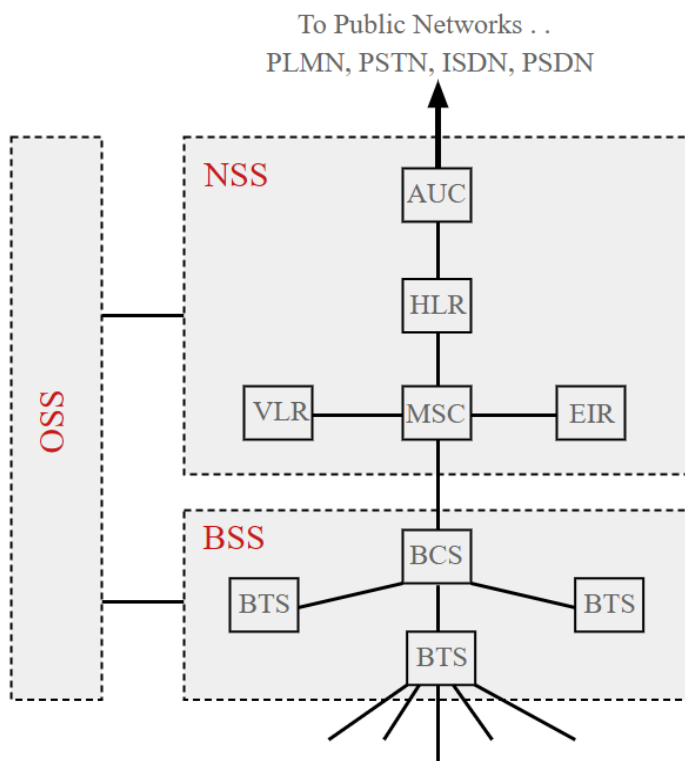 To Public Networks . .
PLMN, PSTN, ISDN, PSDN
NSS
AUC
HLR
VLR
MSC
EIR
OSS
BSS
BCS
BTS
BTS
BTS